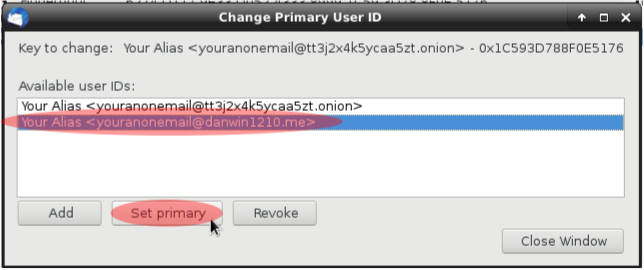 Change Primary User ID
Key to change: Your Alias <youranonemail@tt3j2x4k5ycaa5zt.onion> - 0x1C593D788F0E5176
Available user IDs:
Your Alias <youranonemail@tt3j2x4k5ycaa5zt.onion>
Your Alias <youranonemail@danwin1210.me>
Add Set primary Revoke
Close Window